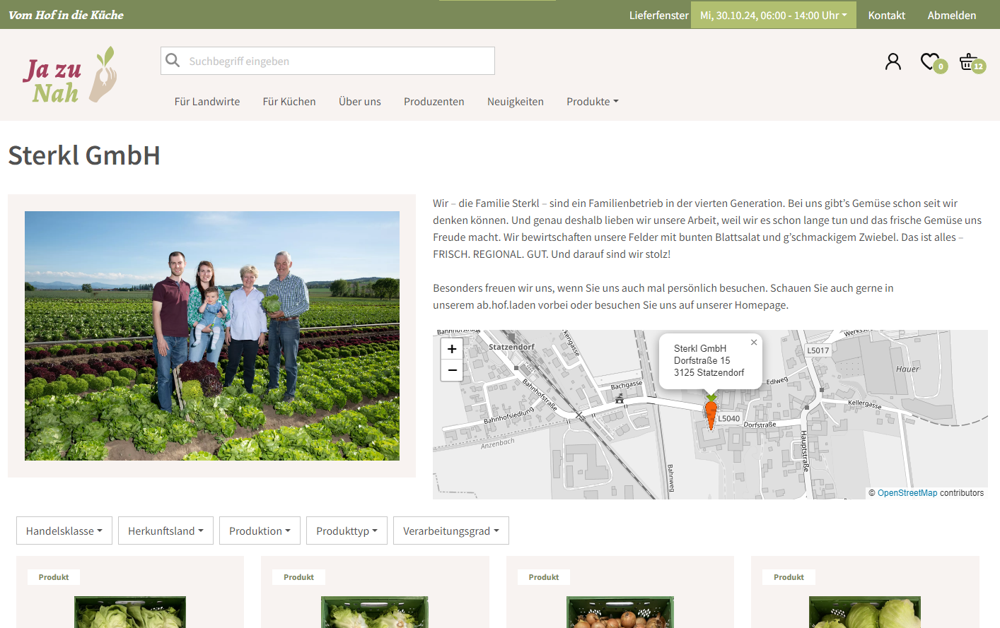 Vom Hof in die Küche
Lieferfenster
Mi, 30.10.24, 06:00 - 14:00 Uhr
Kontakt
Abmelden
Ja zu
Nah
Suchbegriff eingeben
0
12
Für Landwirte
Für Küchen
Über uns
Produzenten
Neuigkeiten
Produkte
Sterkl GmbH
Wir – die Familie Sterkl – sind ein Familienbetrieb in der vierten Generation. Bei uns gibt's Gemüse schon seit wir
denken können. Und genau deshalb lieben wir unsere Arbeit, weil wir es schon lange tun und das frische Gemüse uns
Freude macht. Wir bewirtschaften unsere Felder mit bunten Blattsalat und g'schmackigem Zwiebel. Das ist alles –
FRISCH. REGIONAL. GUT. Und darauf sind wir stolz!
Besonders freuen wir uns, wenn Sie uns auch mal persönlich besuchen. Schauen Sie auch gerne in
unserem ab.hof.laden vorbei oder besuchen Sie uns auf unserer Homepage.
+
−
Statzendorf
Sterkl GmbH
Dorfstraße 15
3125 Statzendorf
×
L5017
Hauer
Edlweg
Bachgasse
Bahnhofstraße
Kellergasse
Bahnhofsiedlung
L5040
Dorfstraße
Anzenbach
Hauptstraße
Bahnweg
© OpenStreetMap contributors
Handelsklasse
Herkunftsland
Produktion
Produkttyp
Verarbeitungsgrad
Produkt
Produkt
Produkt
Produkt